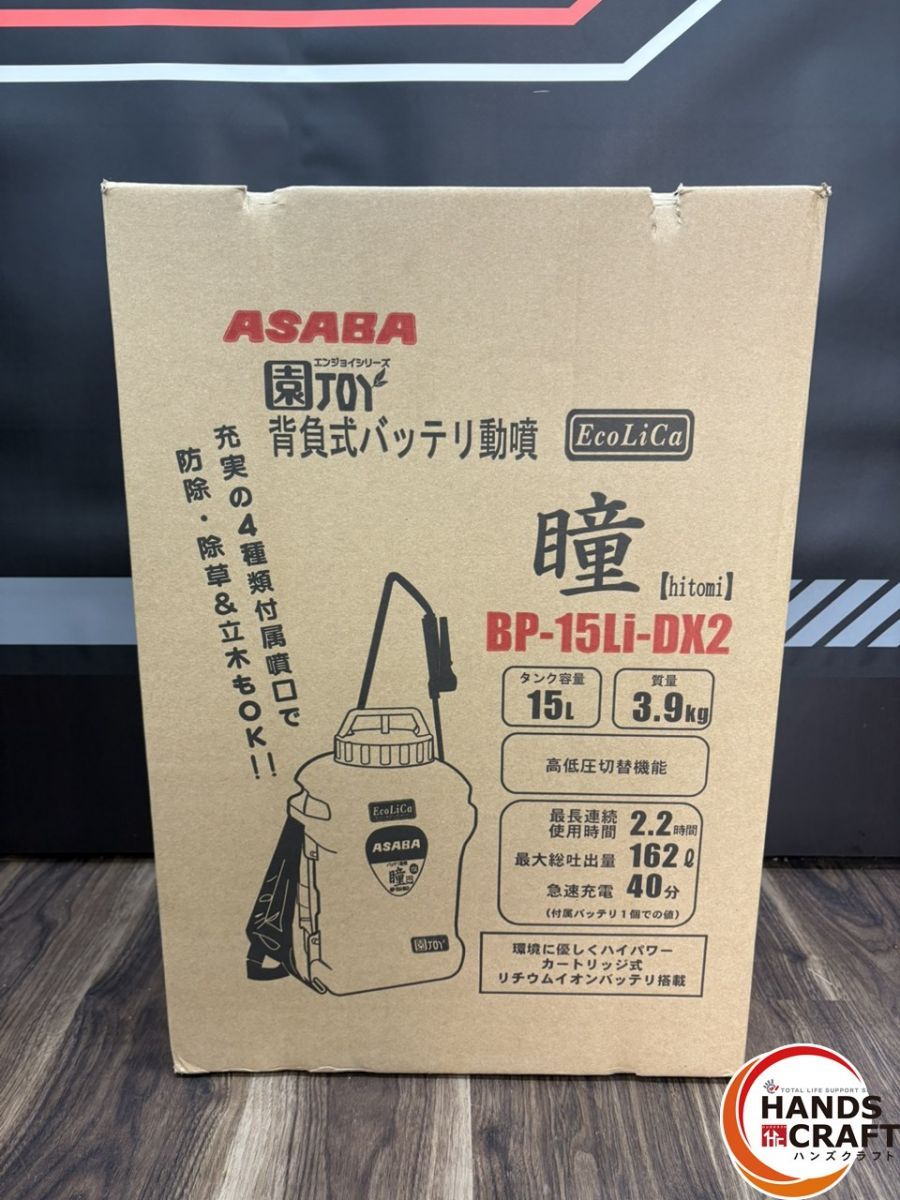 ASABA
エンジョイシリーズ
園JOY
背負式バッテリ動噴
EcoLiCa
充実の4種類付属噴口で
防除・除草&立木もOK!!
瞳
【hitomi】
BP-15Li-DX2
タンク容量
15L
質量
3.9kg
高低圧切替機能
最長連続
使用時間 2.2時間
最大総吐出量 162ℓ
急速充電 40分
(付属バッテリ1個での値)
環境に優しくハイパワー
カートリッジ式
リチウムイオンバッテリ搭載
EcoLiCa
ASABA
瞳
園JOY
TOTAL LIFE SUPPORT
HANDS
CRAFT
ハンズクラフト